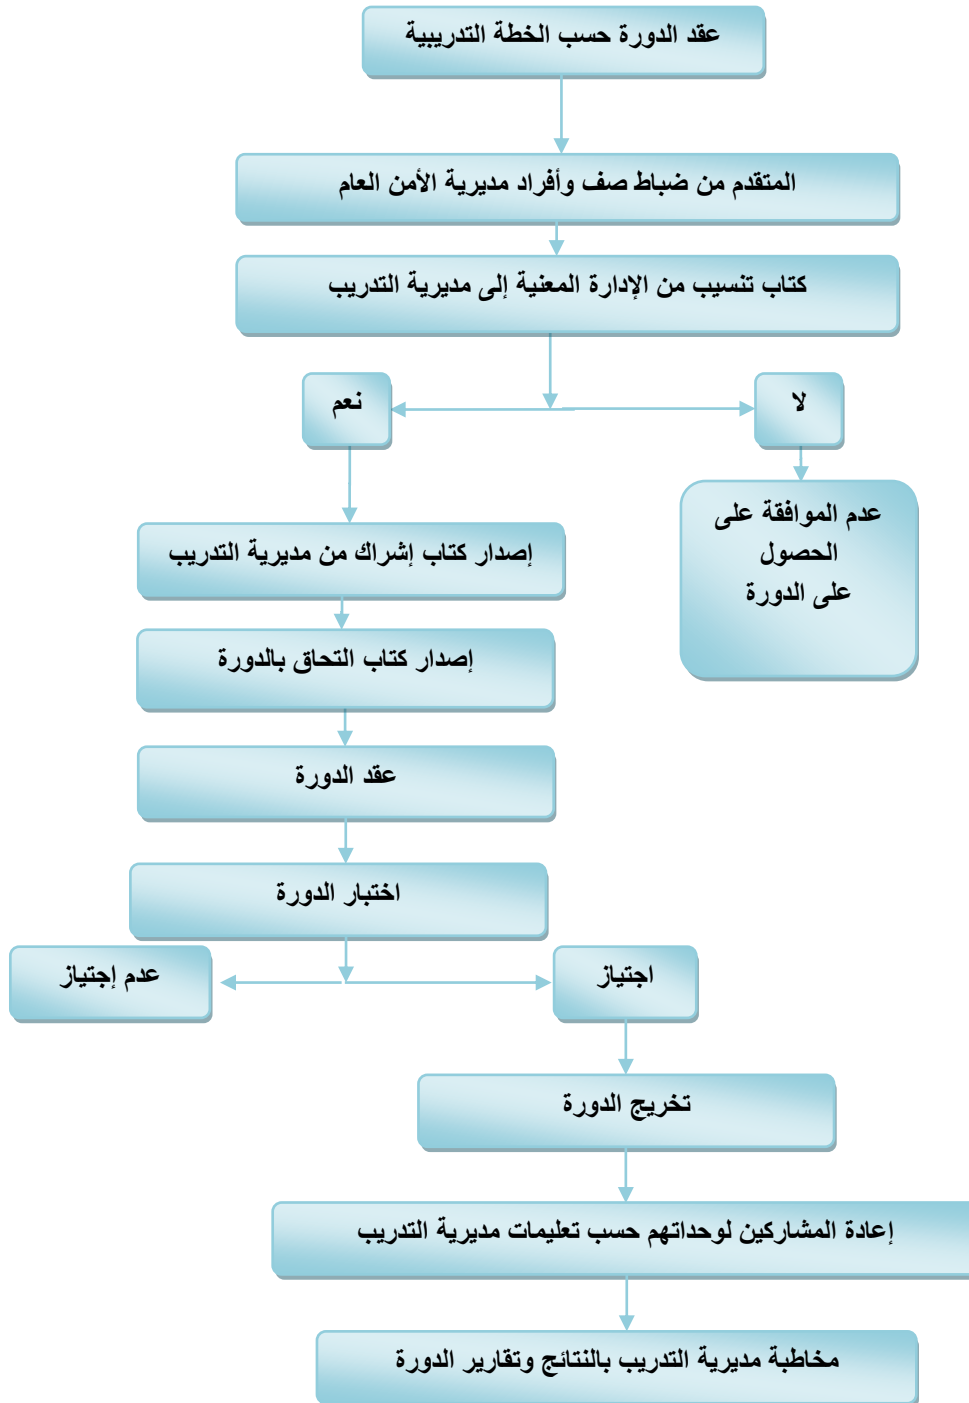 عقد الدورة حسب الخطة التدريبية
المتقدم من ضباط صف وأفراد مديرية الأمن العام
كتاب تنسيب من الإدارة المعنية إلى مديرية التدريب
لا
نعم
عدم الموافقة على
الحصول
على الدورة
إصدار كتاب إشراك من مديرية التدريب
إصدار كتاب التحاق بالدورة
عقد الدورة
اختبار الدورة
اجتياز
عدم إجتياز
تخريج الدورة
إعادة المشاركين لوحداتهم حسب تعليمات مديرية التدريب
مخاطبة مديرية التدريب بالنتائج وتقارير الدورة